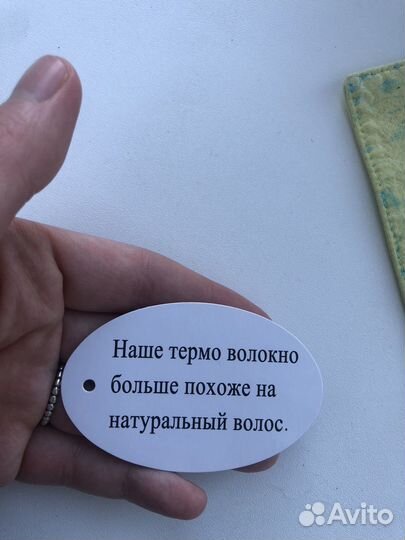 Наше термо волокно
больше похоже на
натуральный волос.
Avito